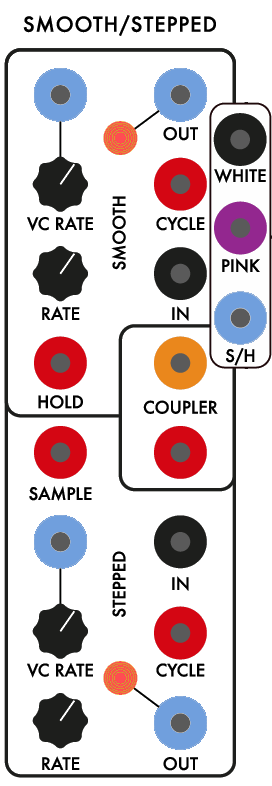 SMOOTH/STEPPED
OUT
WHITE
VC RATE
SMOOTH
CYCLE
PINK
RATE
IN
S/H
HOLD
COUPLER
SAMPLE
STEPPED
IN
VC RATE
CYCLE
RATE
OUT